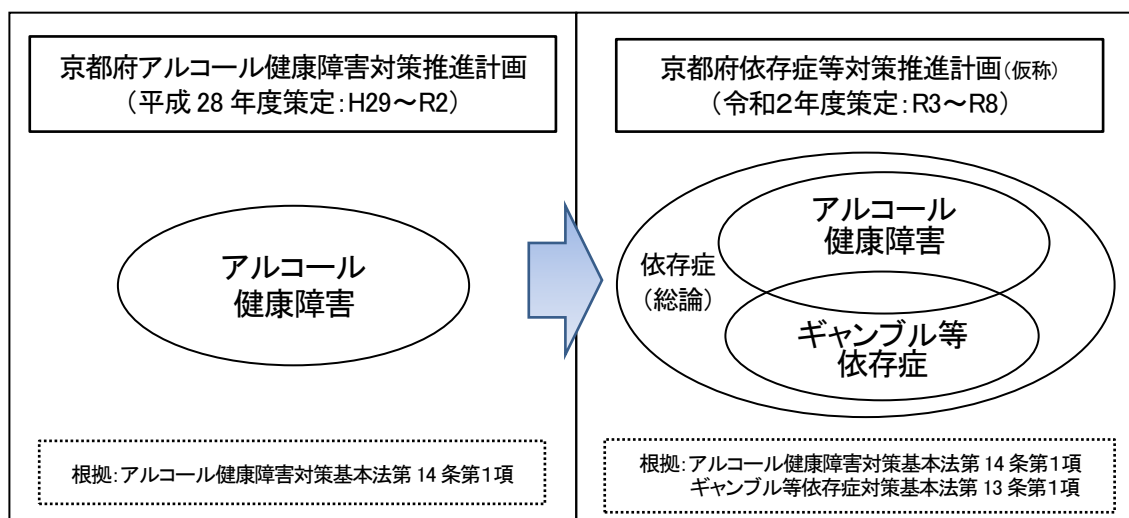 京都府アルコール健康障害対策推進計画
（平成 28 年度策定：H29～R2）
アルコール
健康障害
根拠：アルコール健康障害対策基本法第 14 条第１項
京都府依存症等対策推進計画（仮称）
（令和２年度策定：R3～R8）
依存症
（総論）
アルコール
健康障害
ギャンブル等
依存症
根拠：アルコール健康障害対策基本法第 14 条第１項
ギャンブル等依存症対策基本法第 13 条第１項